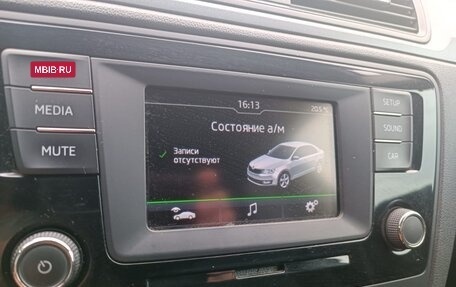 MBIB·RU
MEDIA
MUTE
16:13
20.5 °C
Состояние а/м
Записи
отсутствуют
SETUP
SOUND
CAR